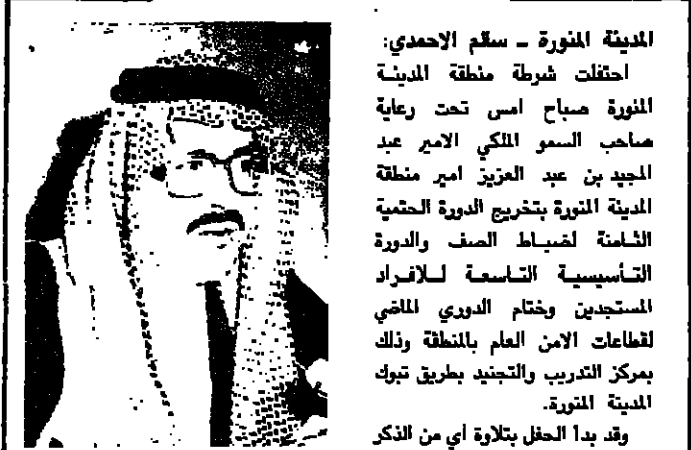 المدينة المنورة ـ سالم الاحمدي:
احتفلت شرطة منطقة المدينة
المنورة صباح امس تحت رعاية
صاحب السمو الملكي الامير عبد
المجيد بن عبد العزيز امير منطقة
المدينة المنورة بتخريج الدورة الحتمية
الثامنة لضباط الصف والدورة
التأسيسية التاسعة للافراد
المستجدين وختام الدوري الماضي
لقطاعات الامن العام بالمنطقة وذلك
بمركز التدريب والتجنيد بطريق تبوك
المدينة المنورة.
وقد بدأ الحفل بتلاوة أي من الذكر